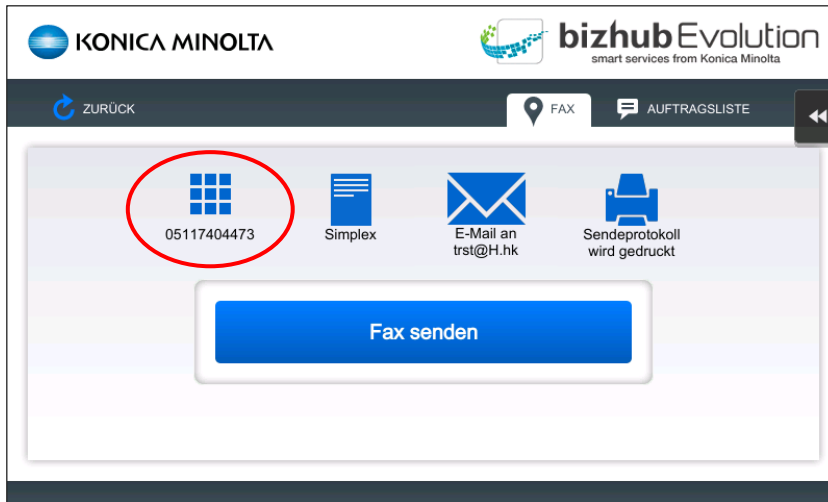 KONICA MINOLTA
bizhub Evolution
smart services from Konica Minolta
ZURÜCK
FAX
AUFTRAGSLISTE
05117404473
Simplex
E-Mail an
trst@H.hk
Sendeprotokoll
wird gedruckt
Fax senden